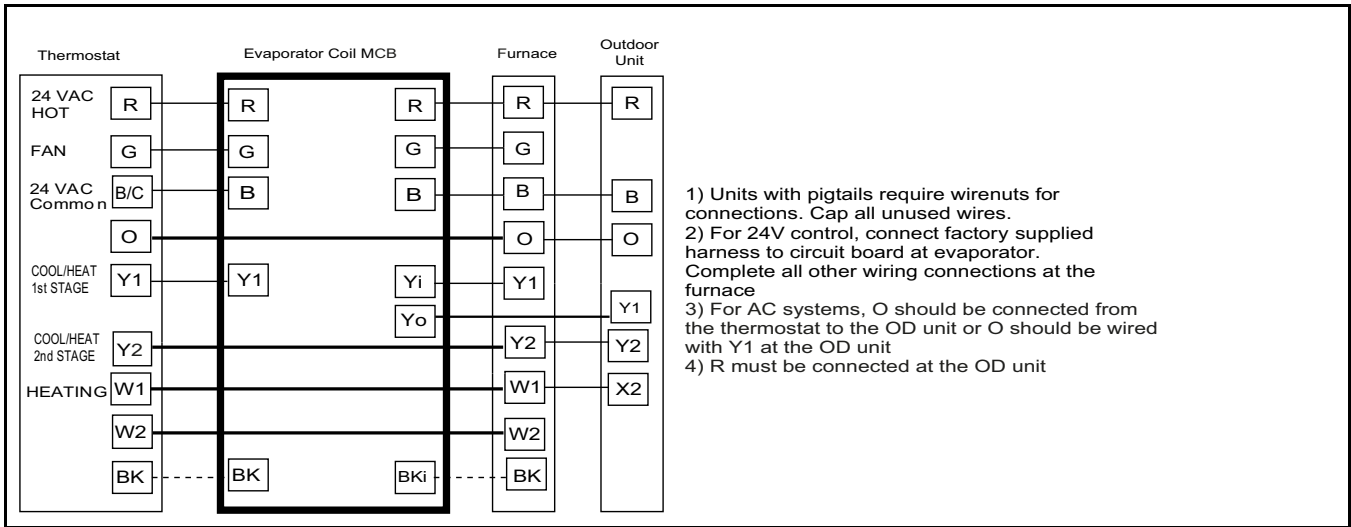 Thermostat
Evaporator Coil MCB
Furnace
Outdoor
Unit
24 VAC
HOT
R
R
R
R
R
FAN
G
G
G
G
24 VAC
Common
B/C
B
B
B
B
O
O
O
COOL/HEAT
1st STAGE
Y1
Y1
Yi
Y1
Yo
Y1
COOL/HEAT
2nd STAGE
Y2
Y2
Y2
HEATING
W1
W1
X2
W2
W2
BK
BK
BKi
BK
1) Units with pigtails require wirenuts for
connections. Cap all unused wires.
2) For 24V control, connect factory supplied
harness to circuit board at evaporator.
Complete all other wiring connections at the
furnace
3) For AC systems, O should be connected from
the thermostat to the OD unit or O should be wired
with Y1 at the OD unit
4) R must be connected at the OD unit